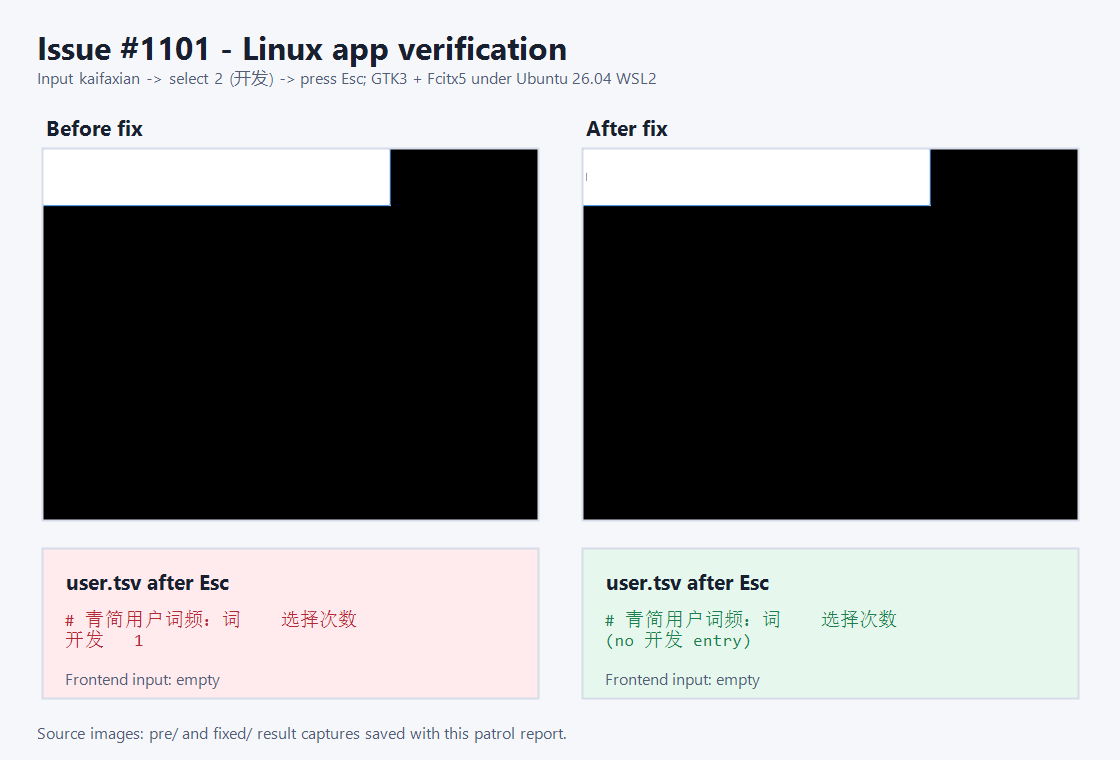 Issue #1101 - Linux app verification
Input kaifaxian -> select 2 (开发) -> press Esc; GTK3 + Fcitx5 under Ubuntu 26.04 WSL2
Before fix
After fix
user.tsv after Esc
# 青简用户词频：词 选择次数
开发 1
Frontend input: empty
user.tsv after Esc
# 青简用户词频：词 选择次数
(no 开发 entry)
Frontend input: empty
Source images: pre/ and fixed/ result captures saved with this patrol report.